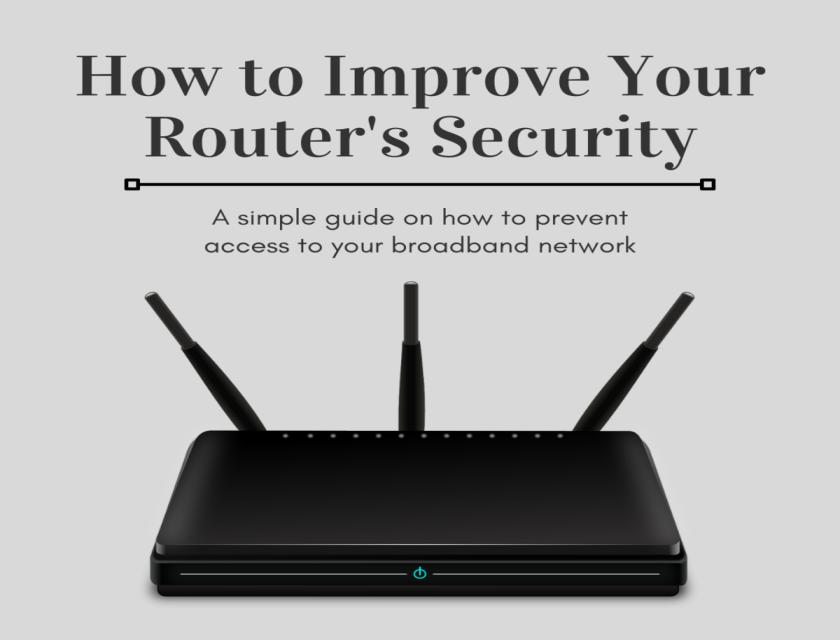 How to Improve Your
Router's Security
A simple guide on how to prevent
access to your broadband network